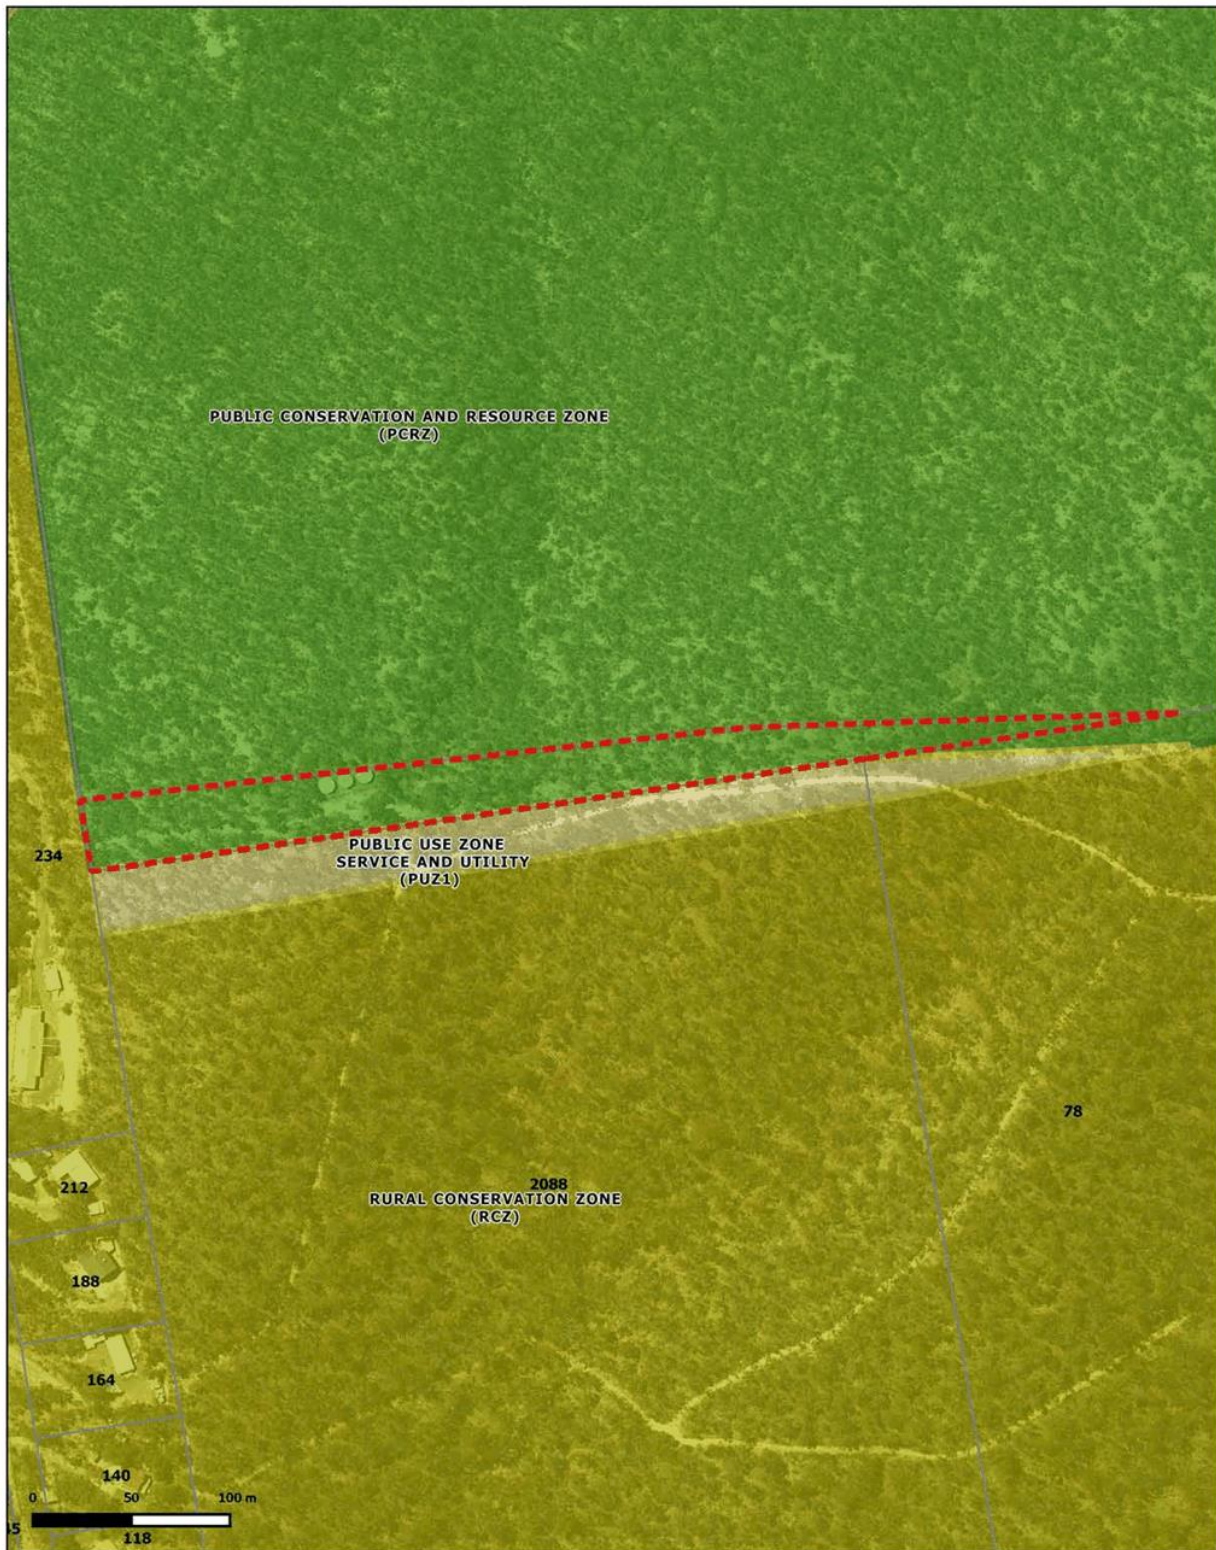 PUBLIC CONSERVATION AND RESOURCE ZONE
(PCRZ)
PUBLIC USE ZONE
SERVICE AND UTILITY
(PUZ1)
234
78
2088
RURAL CONSERVATION ZONE
(RCZ)
212
188
164
140
0 50 100 m
118